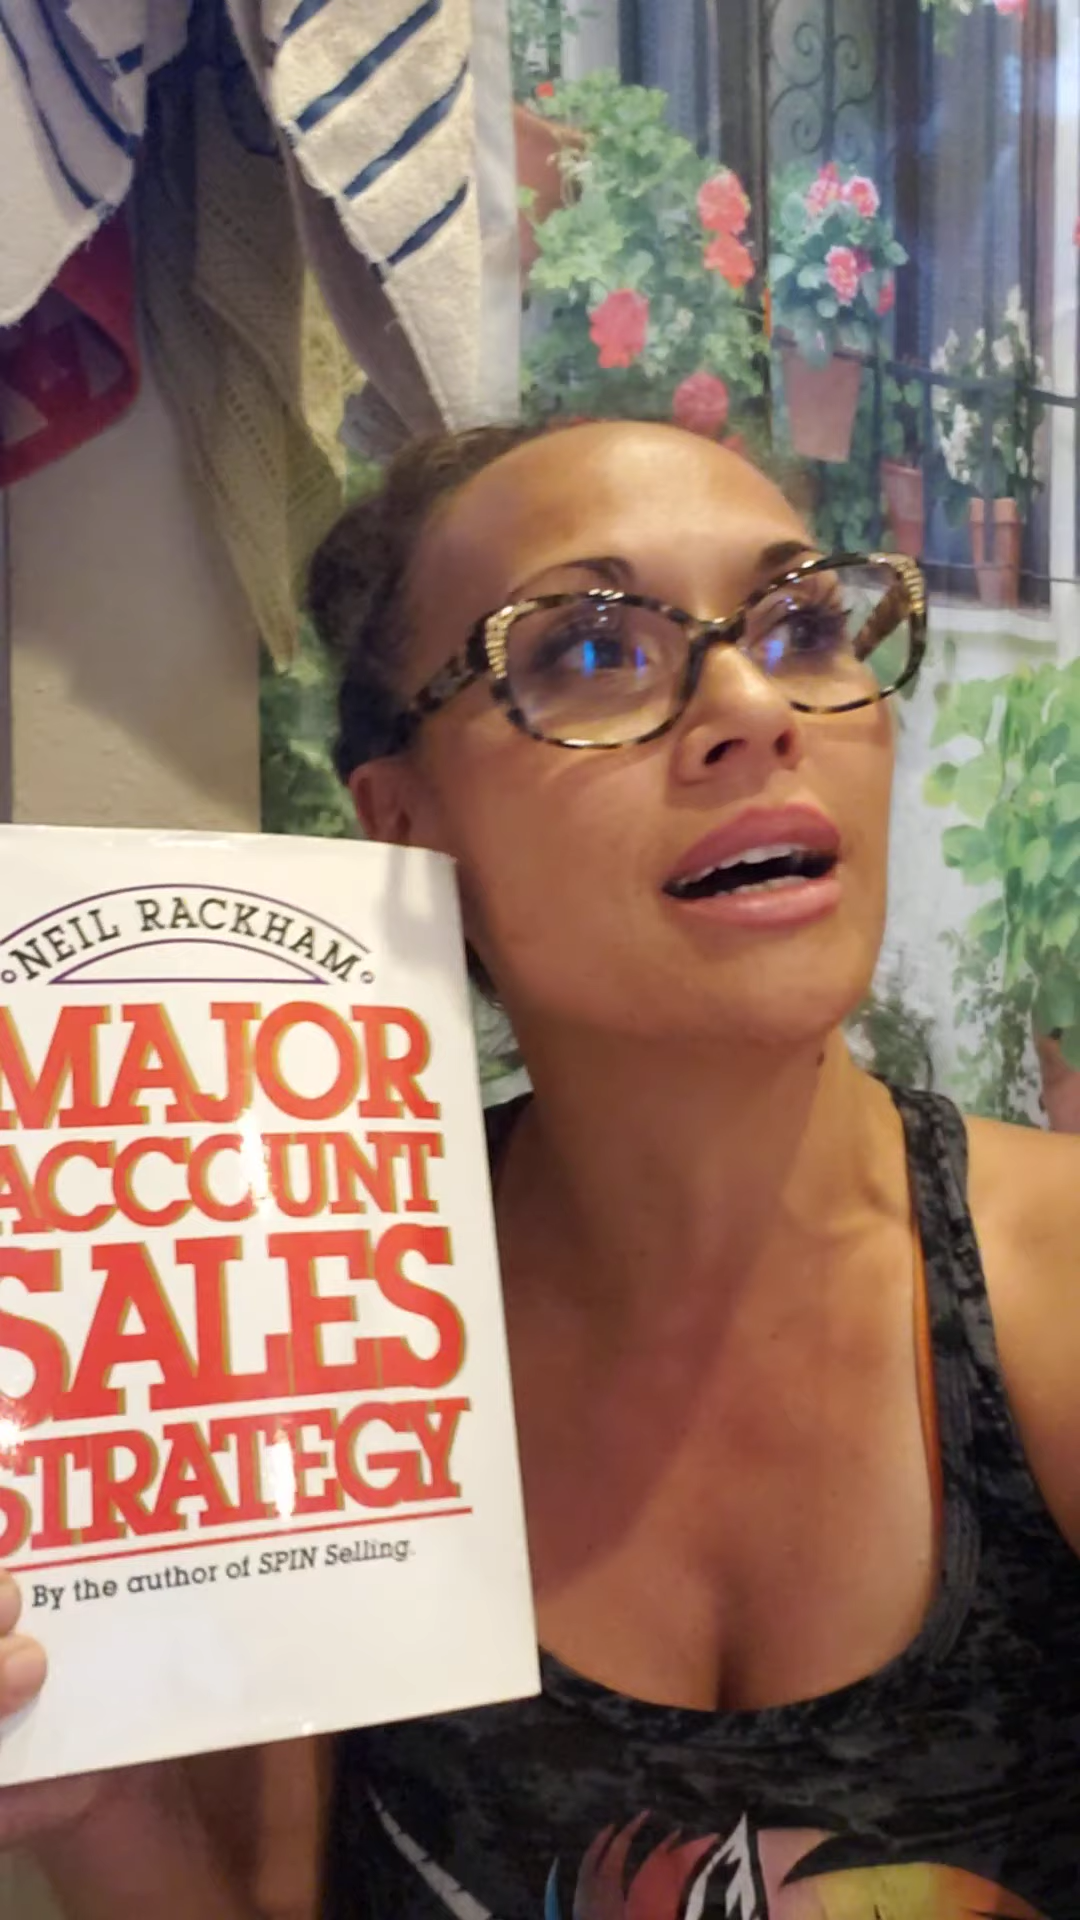 NEIL RACKHAM
MAJOR
ACCOUNT
SALES
STRATEGY
By the author of SPIN Selling.